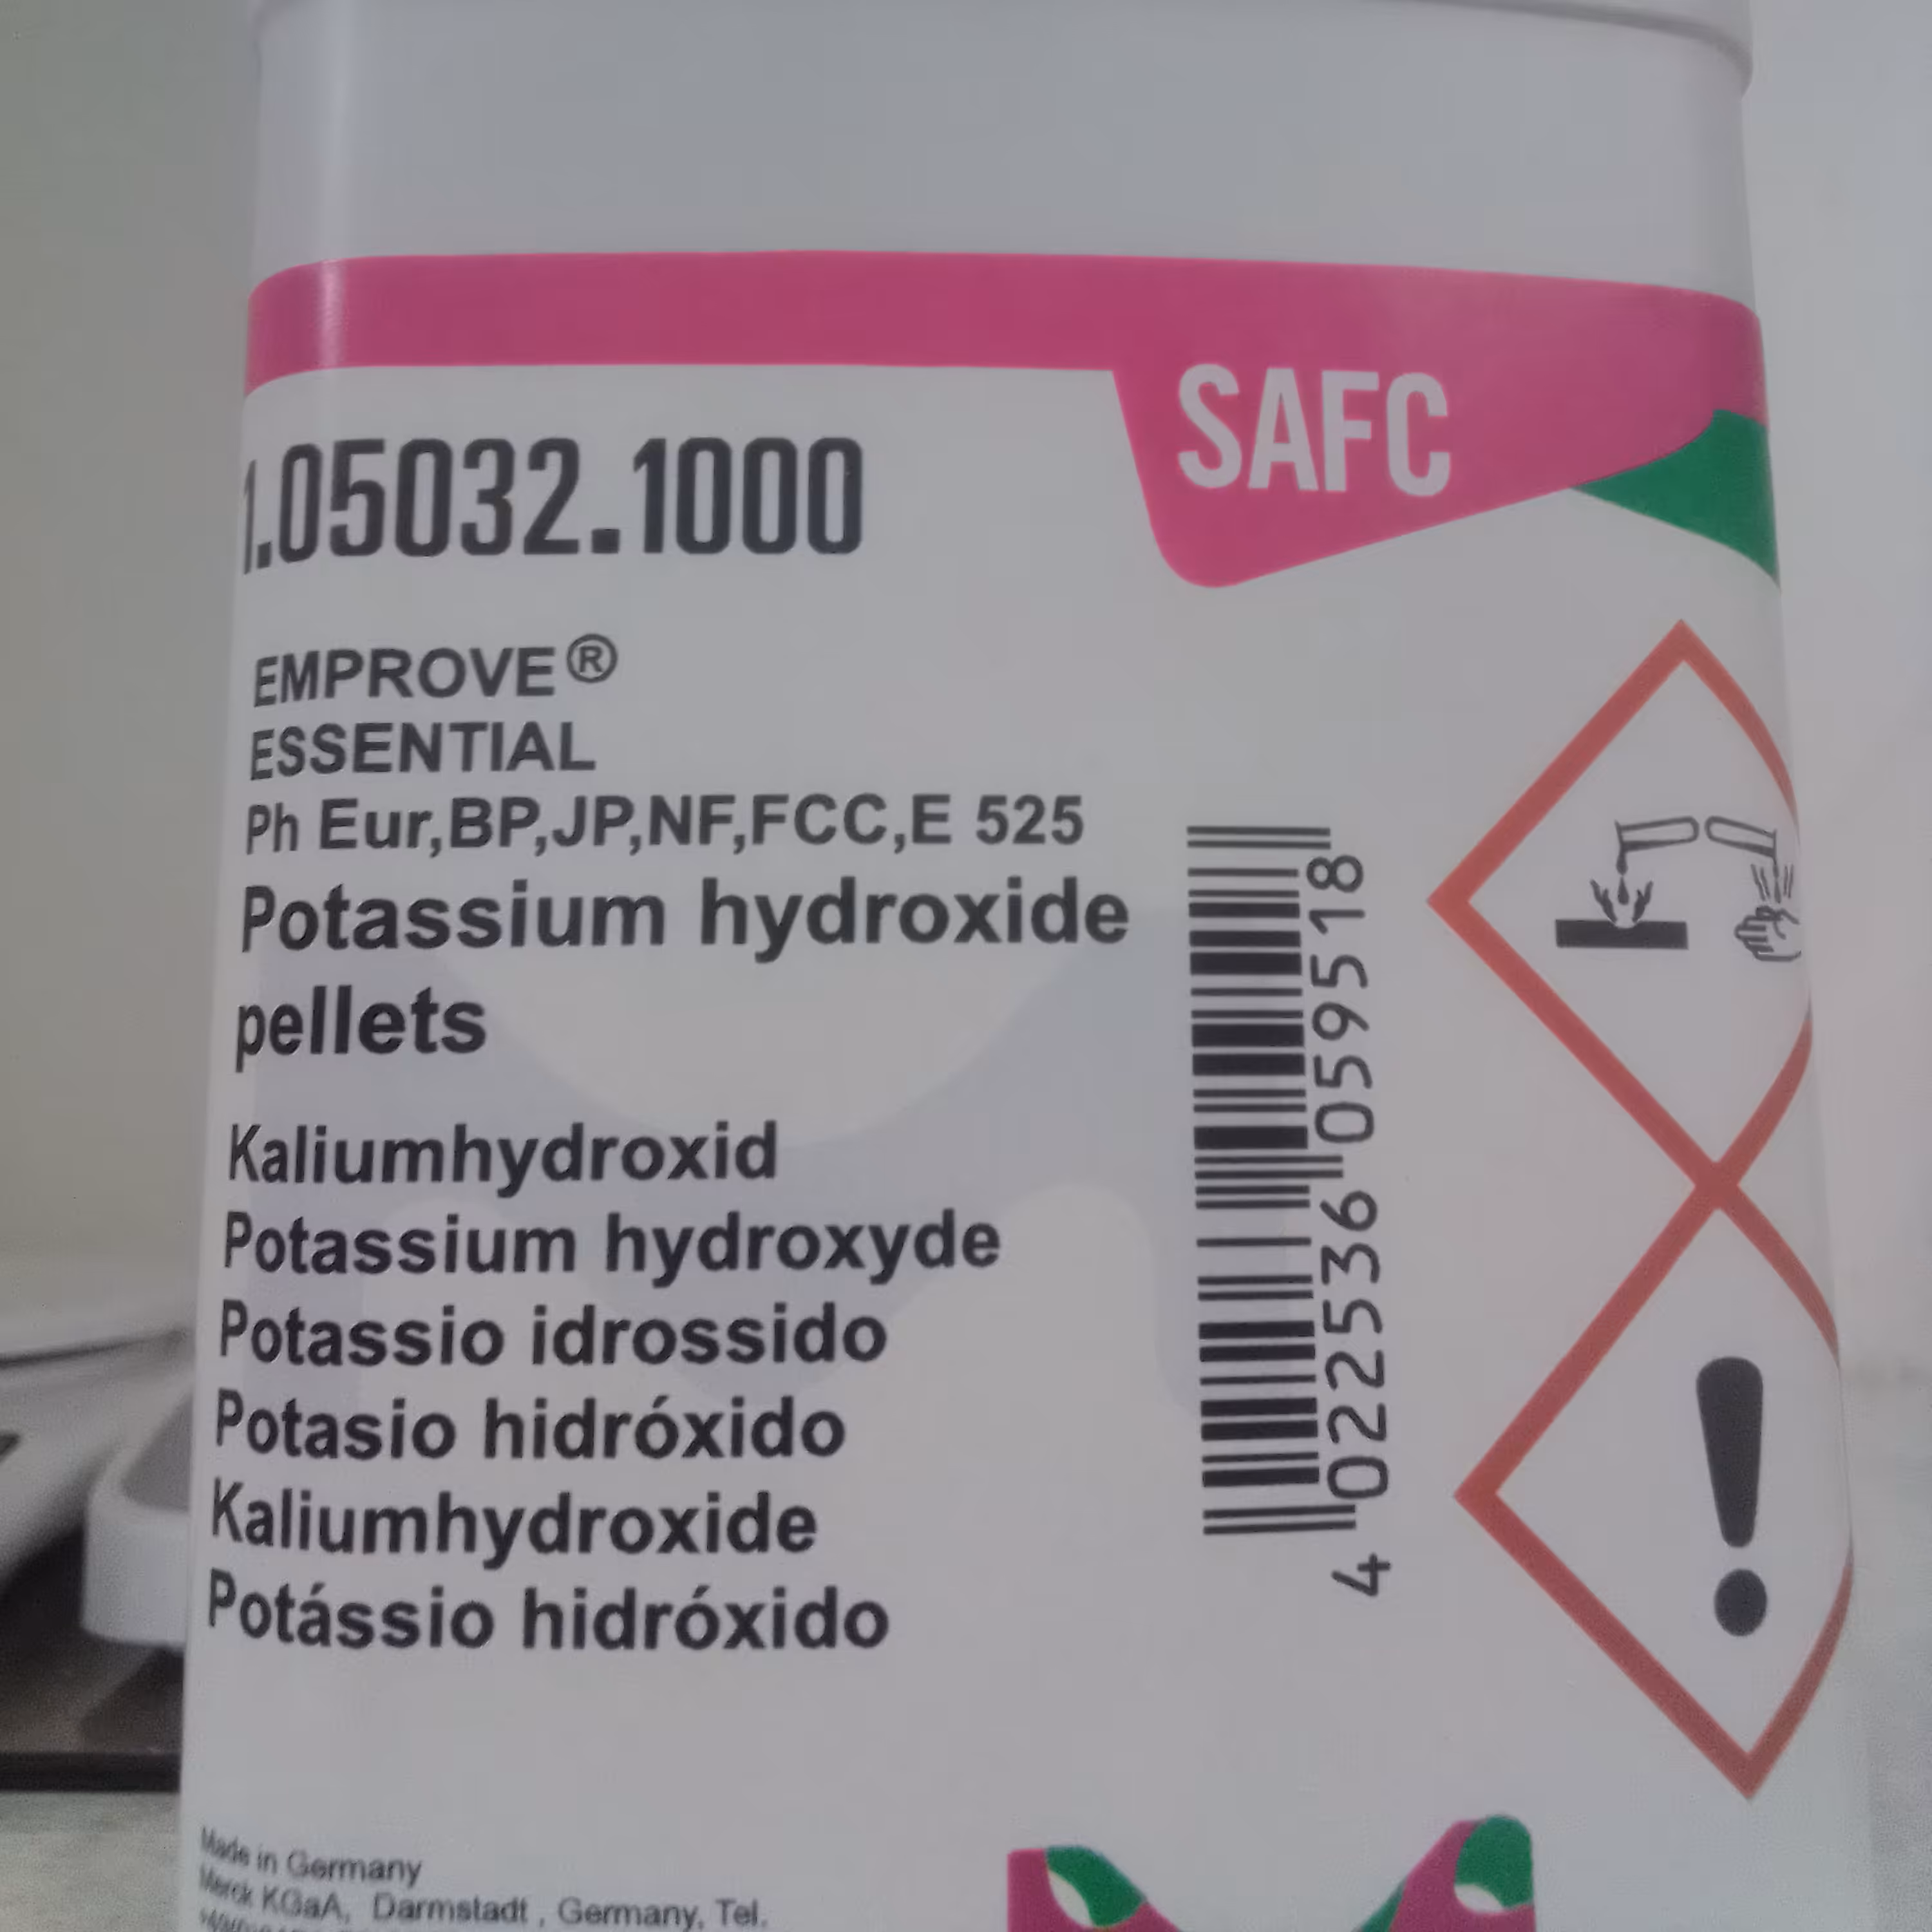 SAFC
1.05032.1000
EMPROVE®
ESSENTIAL
Ph Eur,BP,JP,NF,FCC,E 525
Potassium hydroxide
pellets
Kaliumhydroxid
Potassium hydroxyde
Potassio idrossido
Potasio hidróxido
Kaliumhydroxide
Potássio hidróxido
4 022536 059518
Made in Germany
Merck KGaA, Darmstadt , Germany, Tel.